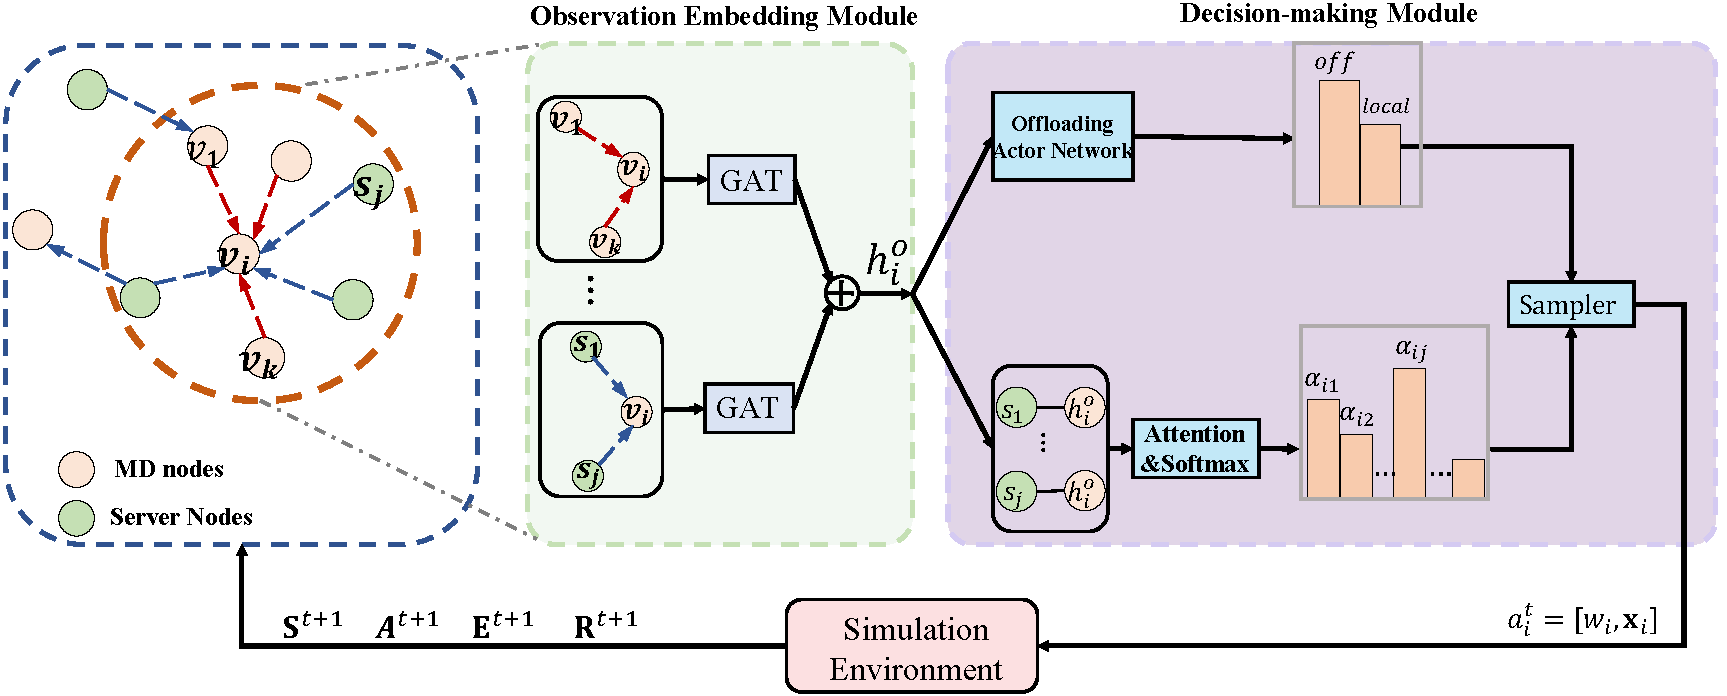 Observation Embedding Module
Decision-making Module
v₁
sⱼ
vᵢ
vₖ
MD nodes
Server Nodes
v₁
vᵢ
vₖ
GAT
⋮
s₁
vᵢ
sⱼ
GAT
+
hᵢᵒ
Offloading
Actor Network
off
local
s₁ hᵢᵒ
...
sⱼ hᵢᵒ
Attention
&Softmax
αᵢ₁
αᵢ₂
...
αᵢⱼ
...
Sampler
aᵢᵗ = [wᵢ, 𝐱ᵢ]
Simulation
Environment
𝐒ᵗ⁺¹ 𝑨ᵗ⁺¹ 𝐄ᵗ⁺¹ 𝐑ᵗ⁺¹